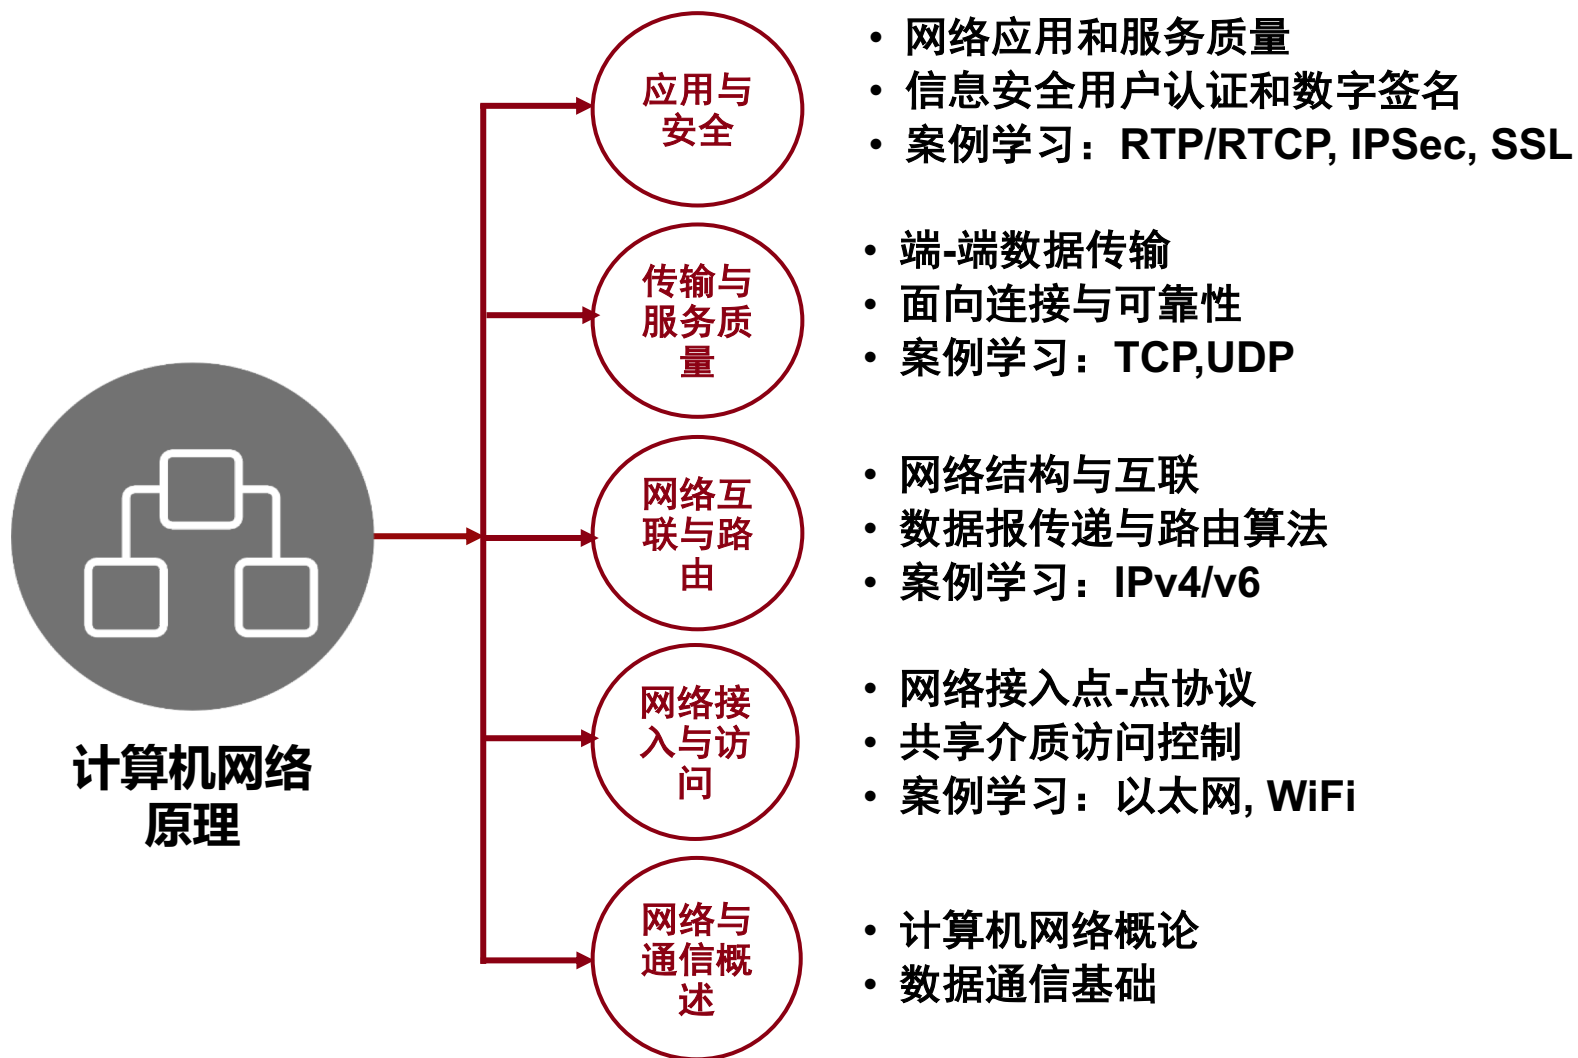 计算机网络
原理
应用与
安全
• 网络应用和服务质量
• 信息安全用户认证和数字签名
• 案例学习：RTP/RTCP, IPSec, SSL
传输与
服务质
量
• 端-端数据传输
• 面向连接与可靠性
• 案例学习：TCP,UDP
网络互
联与路
由
• 网络结构与互联
• 数据报传递与路由算法
• 案例学习：IPv4/v6
网络接
入与访
问
• 网络接入点-点协议
• 共享介质访问控制
• 案例学习：以太网, WiFi
网络与
通信概
述
• 计算机网络概论
• 数据通信基础